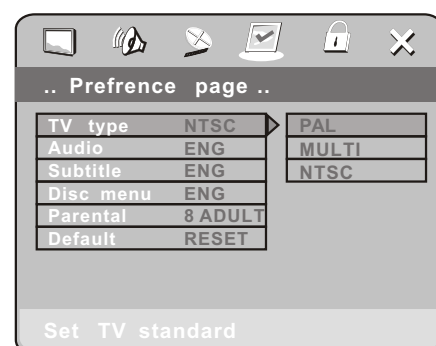 .. Prefrence page ..
TV type NTSC PAL
Audio ENG MULTI
Subtitle ENG NTSC
Disc menu ENG
Parental 8 ADULT
Default RESET
Set TV standard